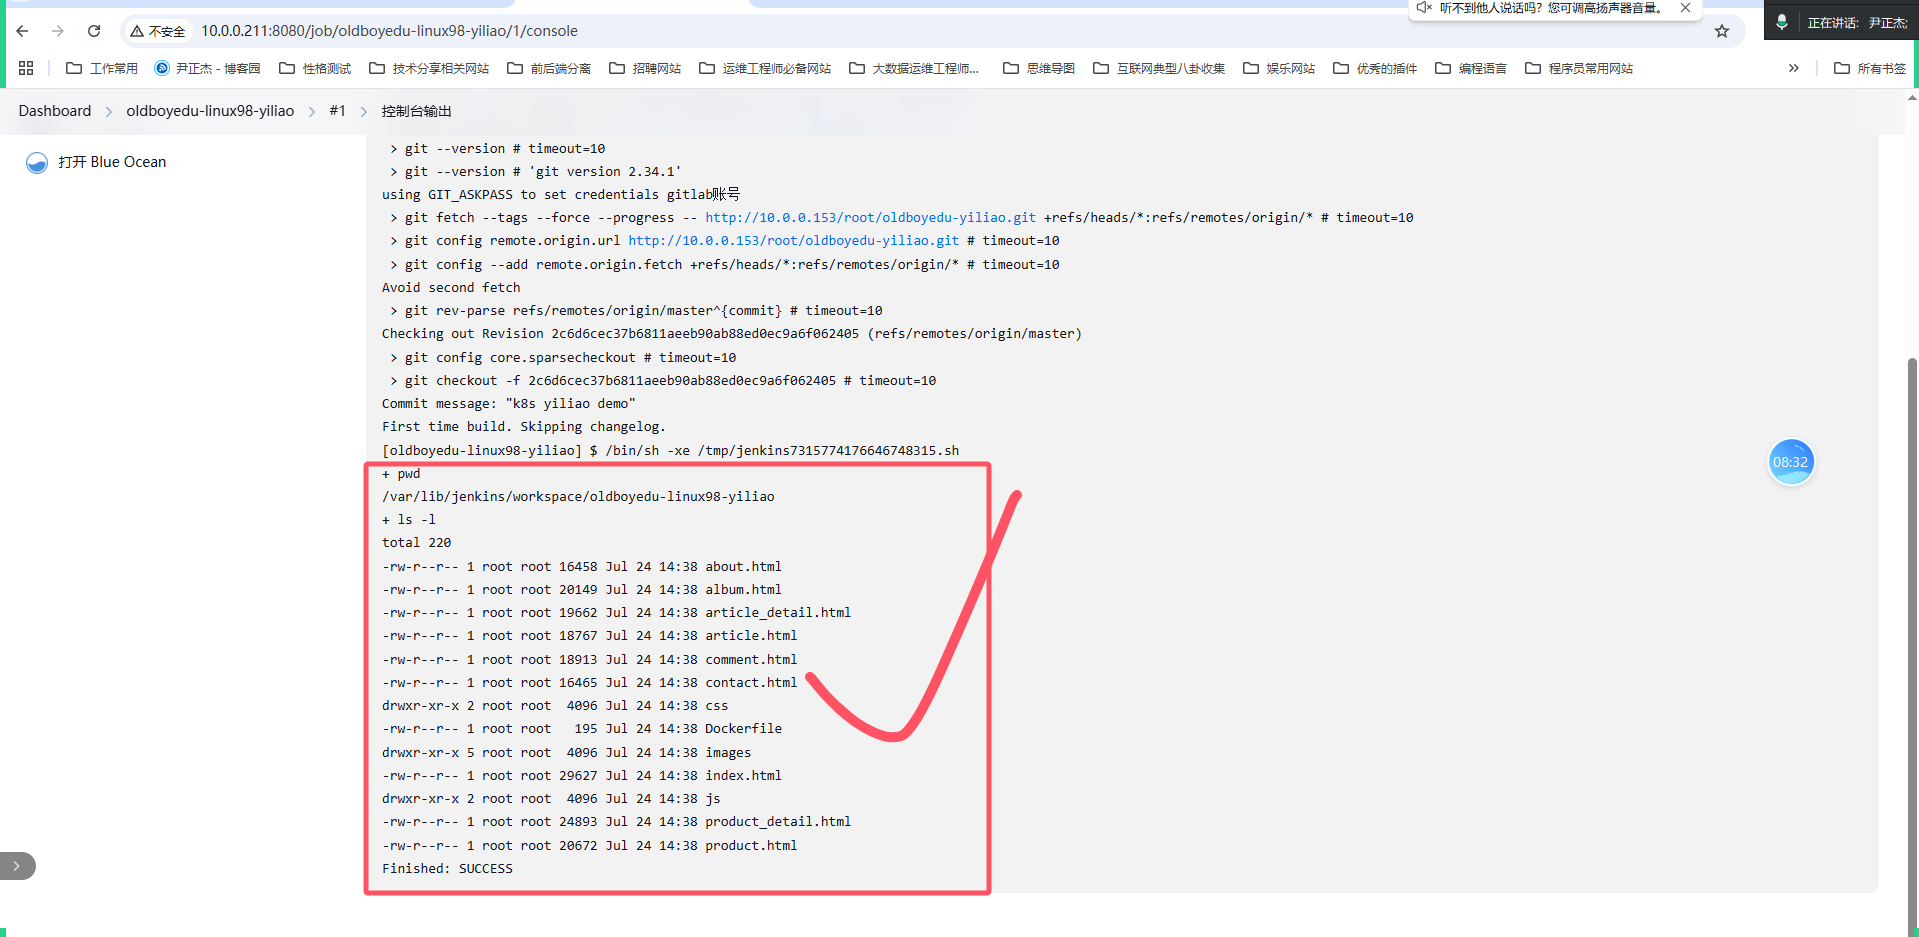 听不到他人说话吗？您可调高扬声器音量。
正在讲话: 尹正杰;
不安全 10.0.0.211:8080/job/oldboyedu-linux98-yiliao/1/console
工作常用 尹正杰 - 博客园 性格测试 技术分享相关网站 前后端分离 招聘网站 运维工程师必备网站 大数据运维工程师... 思维导图 互联网典型八卦收集 娱乐网站 优秀的插件 编程语言 程序员常用网站 » 所有书签
Dashboard > oldboyedu-linux98-yiliao > #1 > 控制台输出
打开 Blue Ocean
> git --version # timeout=10
> git --version # 'git version 2.34.1'
using GIT_ASKPASS to set credentials gitlab账号
> git fetch --tags --force --progress -- http://10.0.0.153/root/oldboyedu-yiliao.git +refs/heads/*:refs/remotes/origin/* # timeout=10
> git config remote.origin.url http://10.0.0.153/root/oldboyedu-yiliao.git # timeout=10
> git config --add remote.origin.fetch +refs/heads/*:refs/remotes/origin/* # timeout=10
Avoid second fetch
> git rev-parse refs/remotes/origin/master^{commit} # timeout=10
Checking out Revision 2c6d6cec37b6811aeeb90ab88ed0ec9a6f062405 (refs/remotes/origin/master)
> git config core.sparsecheckout # timeout=10
> git checkout -f 2c6d6cec37b6811aeeb90ab88ed0ec9a6f062405 # timeout=10
Commit message: "k8s yiliao demo"
First time build. Skipping changelog.
[oldboyedu-linux98-yiliao] $ /bin/sh -xe /tmp/jenkins7315774176646748315.sh
08:32
+ pwd
/var/lib/jenkins/workspace/oldboyedu-linux98-yiliao
+ ls -l
total 220
-rw-r--r-- 1 root root 16458 Jul 24 14:38 about.html
-rw-r--r-- 1 root root 20149 Jul 24 14:38 album.html
-rw-r--r-- 1 root root 19662 Jul 24 14:38 article_detail.html
-rw-r--r-- 1 root root 18767 Jul 24 14:38 article.html
-rw-r--r-- 1 root root 18913 Jul 24 14:38 comment.html
-rw-r--r-- 1 root root 16465 Jul 24 14:38 contact.html
drwxr-xr-x 2 root root  4096 Jul 24 14:38 css
-rw-r--r-- 1 root root   195 Jul 24 14:38 Dockerfile
drwxr-xr-x 5 root root  4096 Jul 24 14:38 images
-rw-r--r-- 1 root root 29627 Jul 24 14:38 index.html
drwxr-xr-x 2 root root  4096 Jul 24 14:38 js
-rw-r--r-- 1 root root 24893 Jul 24 14:38 product_detail.html
-rw-r--r-- 1 root root 20672 Jul 24 14:38 product.html
Finished: SUCCESS